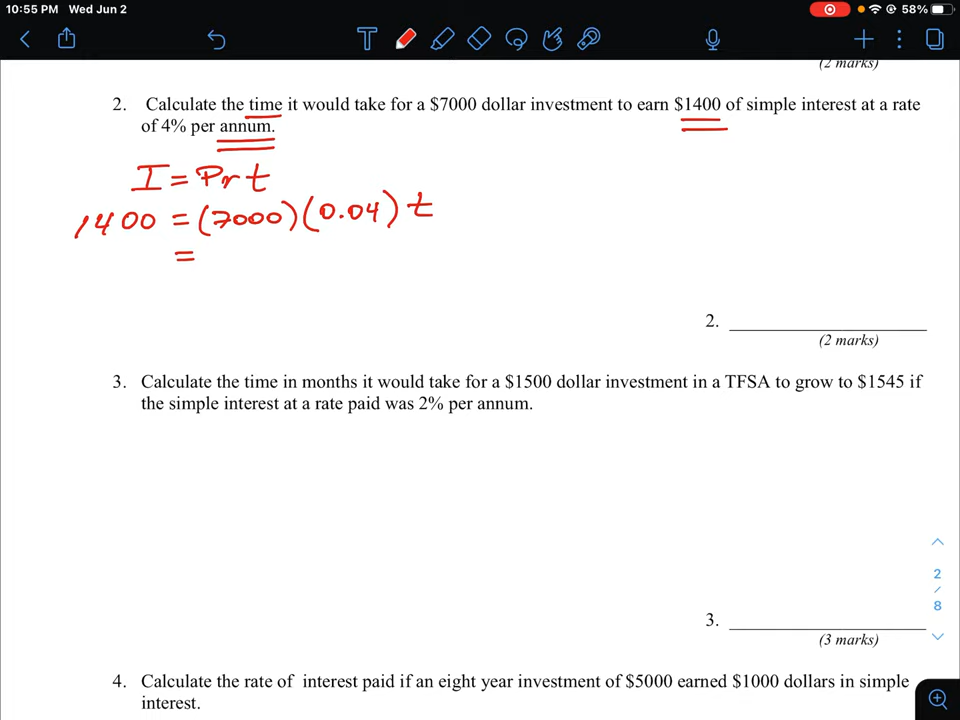 10:55 PM Wed Jun 2
58%
(2 marks)
2. Calculate the time it would take for a $7000 dollar investment to earn $1400 of simple interest at a rate
of 4% per annum.
I = Prt
1400 = (7000)(0.04)t
=
2. ____________________
(2 marks)
3. Calculate the time in months it would take for a $1500 dollar investment in a TFSA to grow to $1545 if
the simple interest at a rate paid was 2% per annum.
2
/
8
3. ____________________
(3 marks)
4. Calculate the rate of interest paid if an eight year investment of $5000 earned $1000 dollars in simple
interest.